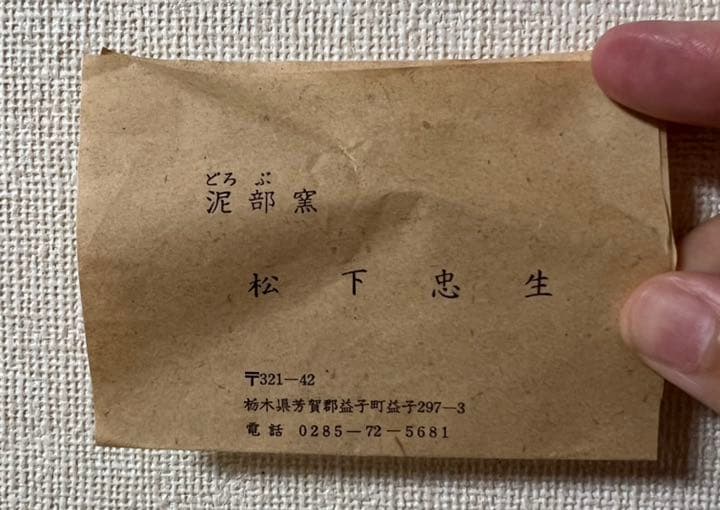 どろ ぶ
泥部窯
松下忠生
〒321—42
栃木県芳賀郡益子町益子297—3
電話 0285—72—5681